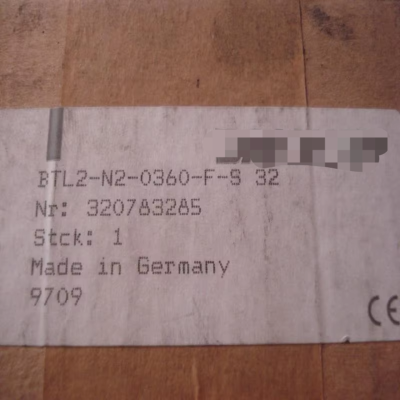 BTL2-N2-0360-F-S 32
Nr: 320783285
Stck: 1
Made in Germany
9709
CE